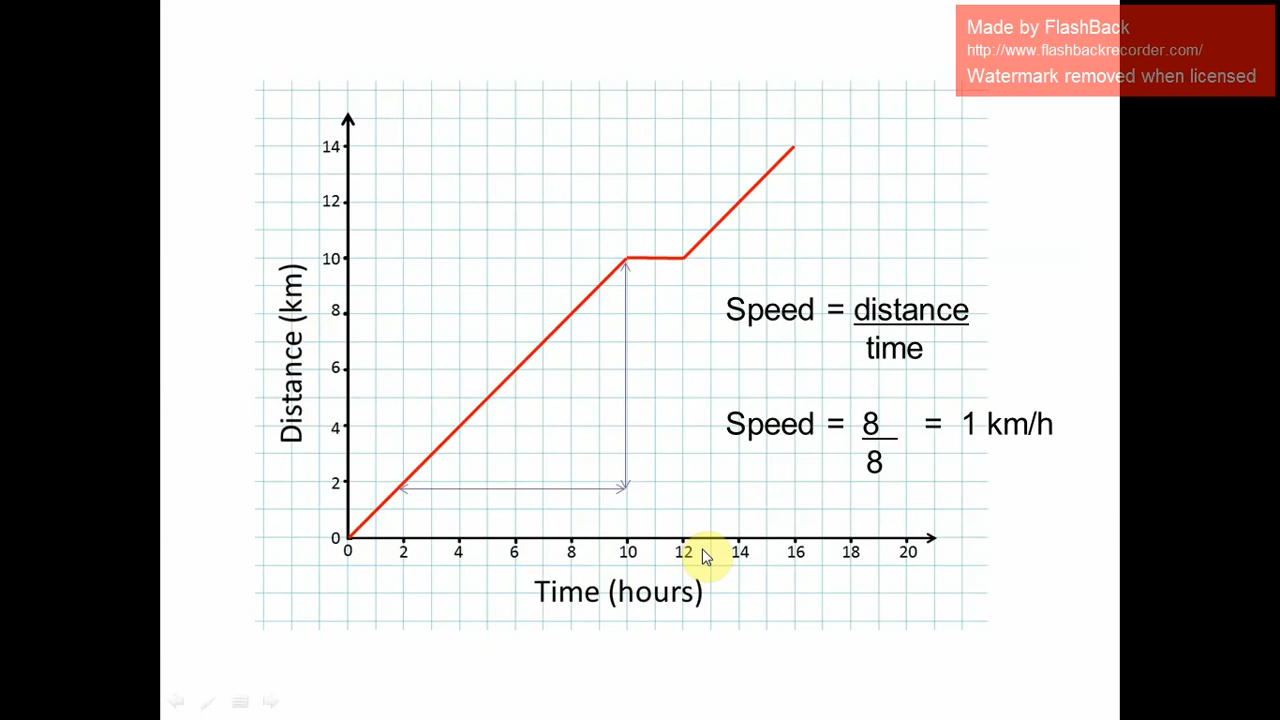 Made by FlashBack
http://www.flashbackrecorder.com/
Watermark removed when licensed
14
12
10
8
6
4
2
0
Distance (km)
0 2 4 6 8 10 12 14 16 18 20
Time (hours)
Speed = distance
time
Speed = 8 = 1 km/h
8